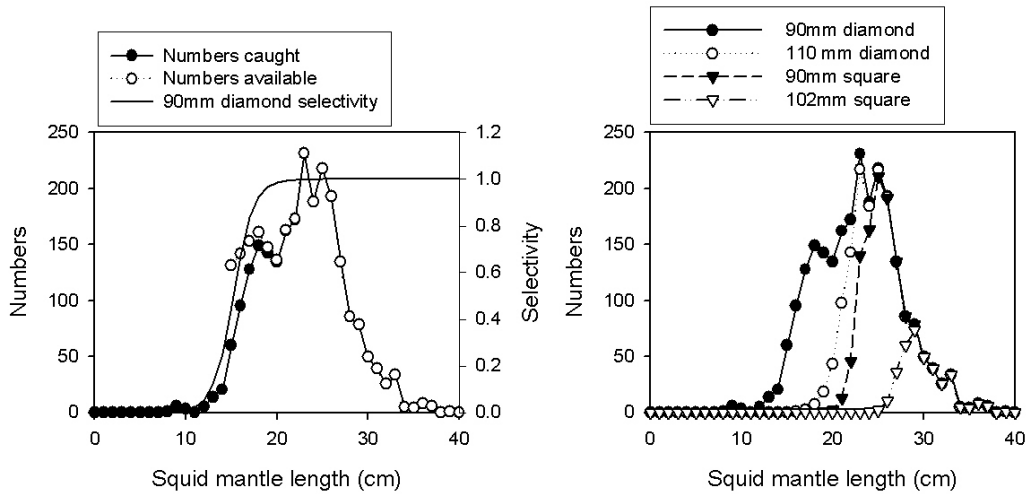 Numbers caught
Numbers available
90mm diamond selectivity
250
200
150
100
50
0
Numbers
1.2
1.0
0.8
0.6
0.4
0.2
0.0
Selectivity
0 10 20 30 40
Squid mantle length (cm)
90mm diamond
110 mm diamond
90mm square
102mm square
250
200
150
100
50
0
Numbers
0 10 20 30 40
Squid mantle length (cm)